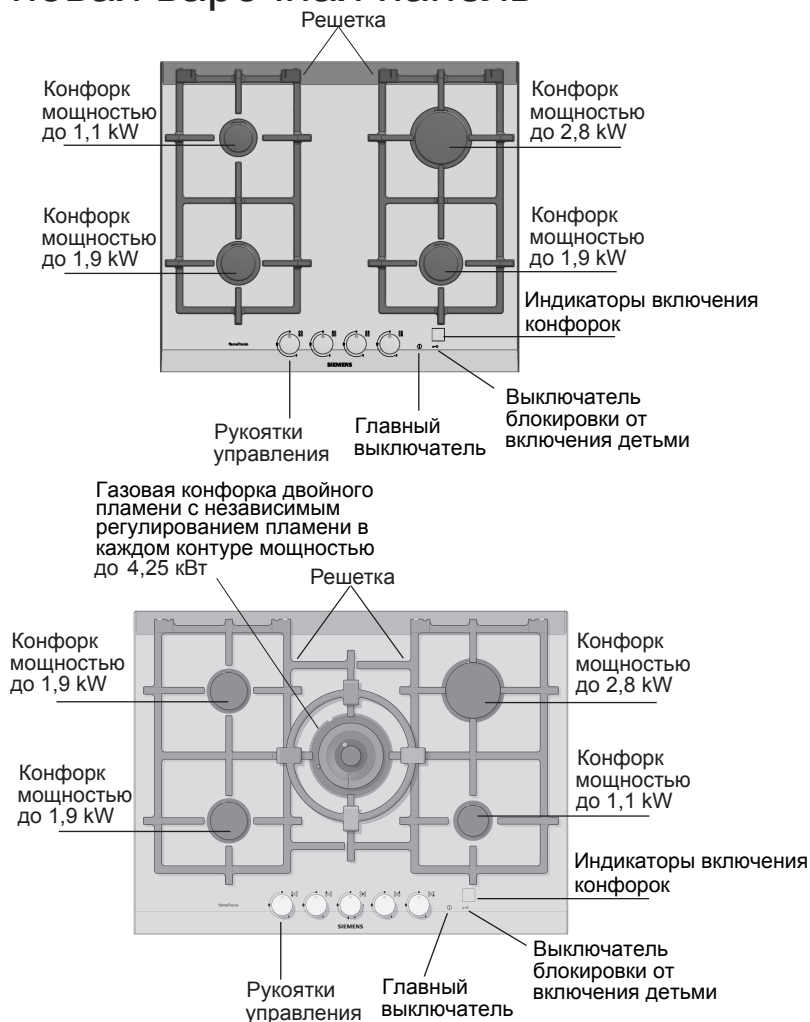 Решетка
Конфорк
мощностью
до 1,1 kW
Конфорк
мощностью
до 2,8 kW
Конфорк
мощностью
до 1,9 kW
Конфорк
мощностью
до 1,9 kW
Индикаторы включения
конфорок
SIEMENS
Рукоятки
управления
Главный
выключатель
Выключатель
блокировки от
включения детьми
Газовая конфорка двойного
пламени с независимым
регулированием пламени в
каждом контуре мощностью
до 4,25 кВт
Решетка
Конфорк
мощностью
до 1,9 kW
Конфорк
мощностью
до 2,8 kW
Конфорк
мощностью
до 1,9 kW
Конфорк
мощностью
до 1,1 kW
Индикаторы включения
конфорок
SIEMENS
Рукоятки
управления
Главный
выключатель
Выключатель
блокировки от
включения детьми